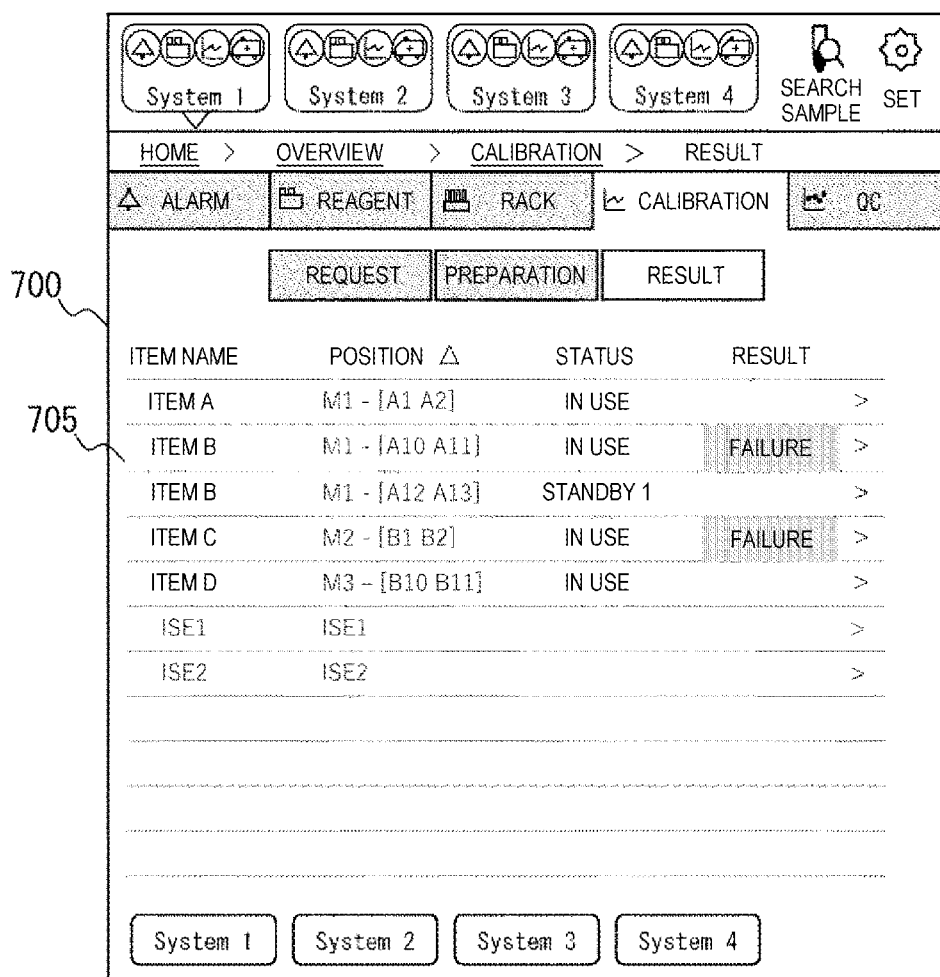 System 1 System 2 System 3 System 4 SEARCH SAMPLE SET
HOME > OVERVIEW > CALIBRATION > RESULT
ALARM REAGENT RACK CALIBRATION QC
REQUEST PREPARATION RESULT
700
ITEM NAME POSITION △ STATUS RESULT
ITEM A M1 - [A1 A2] IN USE >
705
ITEM B M1 - [A10 A11] IN USE FAILURE >
ITEM B M1 - [A12 A13] STANDBY 1 >
ITEM C M2 - [B1 B2] IN USE FAILURE >
ITEM D M3 – [B10 B11] IN USE >
ISE1 ISE1 >
ISE2 ISE2 >
System 1 System 2 System 3 System 4